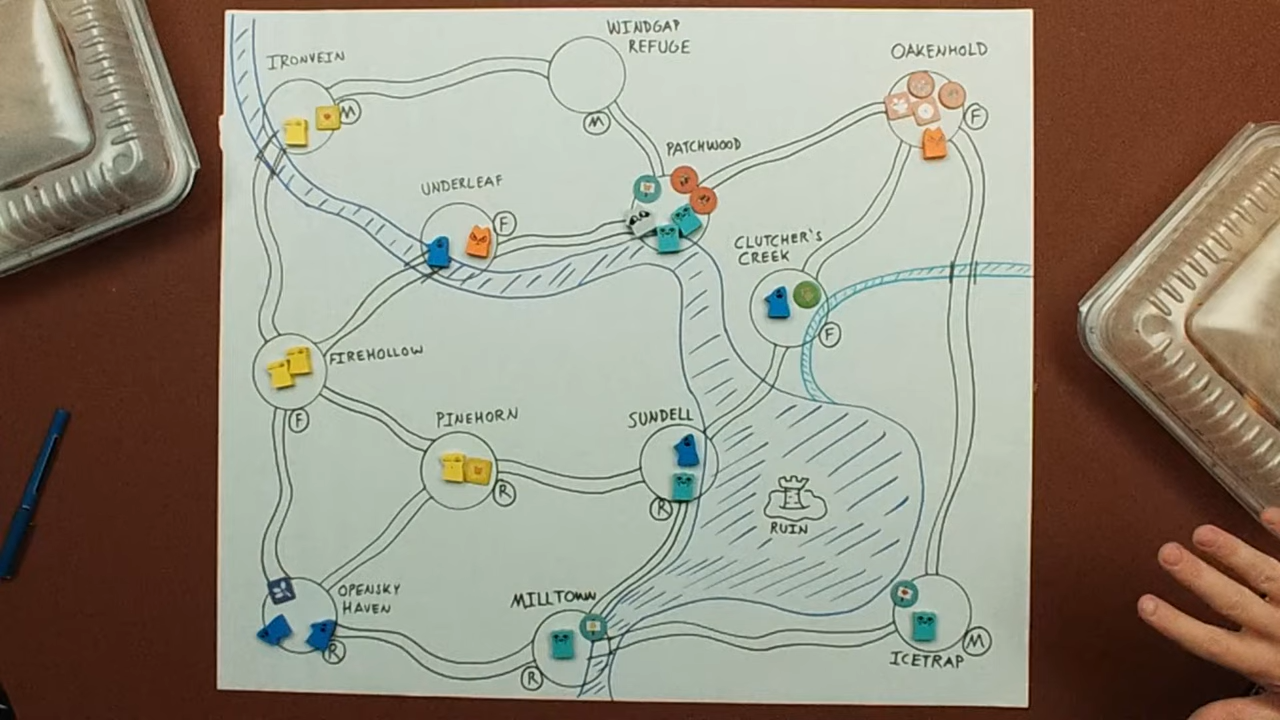 WINDGAP
REFUGE
IRONVEIN
OAKENHOLD
M
M
F
PATCHWOOD
UNDERLEAF
F
CLUTCHER'S
CREEK
F
FIREHOLLOW
F
PINEHORN
SUNDELL
R
R
RUIN
OPENSKY
HAVEN
MILLTOWN
R
R
M
ICETRAP